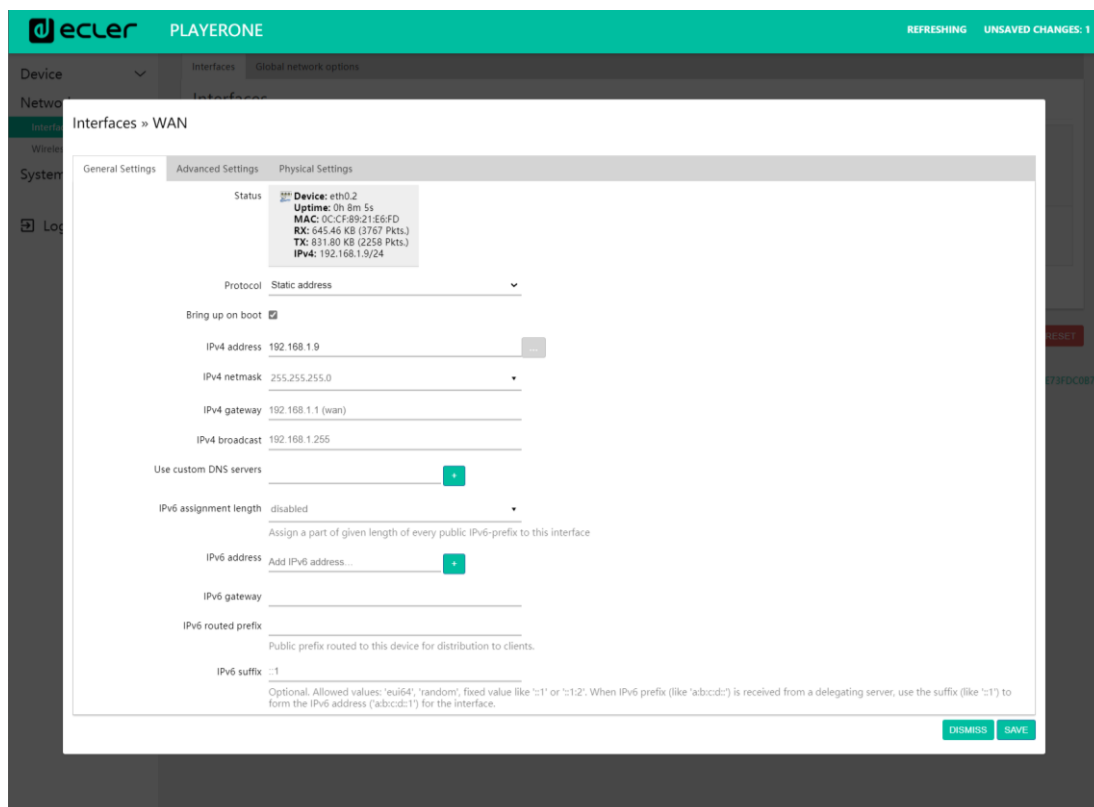 ecler
PLAYERONE
REFRESHING UNSAVED CHANGES: 1
Device
Interfaces Global network options
Interfaces
Netwo
Interfa
Wireles
System
Log
RESET
E73FDC0B7
Interfaces » WAN
General Settings Advanced Settings Physical Settings
Status
Device: eth0.2
Uptime: 0h 8m 5s
MAC: 0C:CF:89:21:E6:FD
RX: 645.46 KB (3767 Pkts.)
TX: 831.80 KB (2258 Pkts.)
IPv4: 192.168.1.9/24
Protocol Static address
Bring up on boot
IPv4 address 192.168.1.9 ...
IPv4 netmask 255.255.255.0
IPv4 gateway 192.168.1.1 (wan)
IPv4 broadcast 192.168.1.255
Use custom DNS servers +
IPv6 assignment length disabled
Assign a part of given length of every public IPv6-prefix to this interface
IPv6 address Add IPv6 address... +
IPv6 gateway
IPv6 routed prefix
Public prefix routed to this device for distribution to clients.
IPv6 suffix ::1
Optional. Allowed values: 'eui64', 'random', fixed value like '::1' or '::1:2'. When IPv6 prefix (like 'a:b:c:d::') is received from a delegating server, use the suffix (like '::1') to
form the IPv6 address ('a:b:c:d::1') for the interface.
DISMISS SAVE